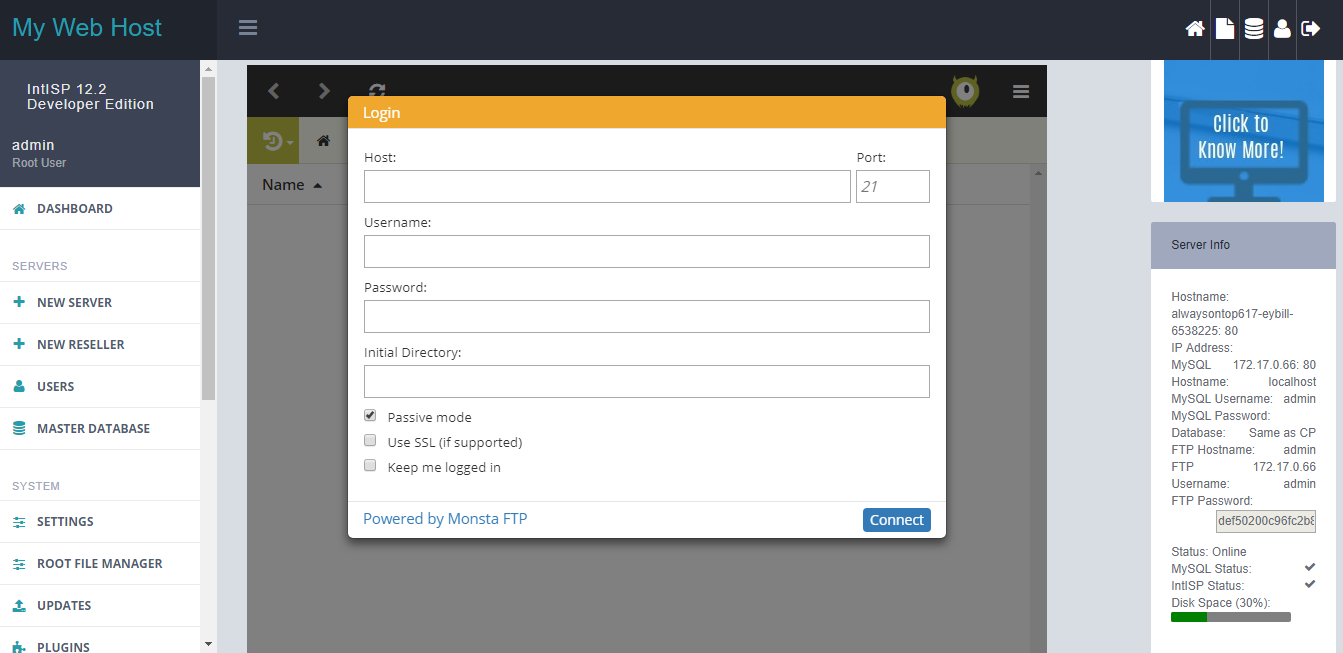 My Web Host
IntISP 12.2
Developer Edition
admin
Root User
DASHBOARD
SERVERS
NEW SERVER
NEW RESELLER
USERS
MASTER DATABASE
SYSTEM
SETTINGS
ROOT FILE MANAGER
UPDATES
PLUGINS
Name
Login
Host:
Port:
21
Username:
Password:
Initial Directory:
Passive mode
Use SSL (if supported)
Keep me logged in
Powered by Monsta FTP
Connect
Click to
Know More!
Server Info
Hostname:
alwaysontop617-eybill-
6538225: 80
IP Address:
MySQL 172.17.0.66: 80
Hostname: localhost
MySQL Username: admin
MySQL Password:
Database: Same as CP
FTP Hostname: admin
FTP 172.17.0.66
Username: admin
FTP Password:
def50200c96fc2b8
Status: Online
MySQL Status:
IntISP Status:
Disk Space (30%):